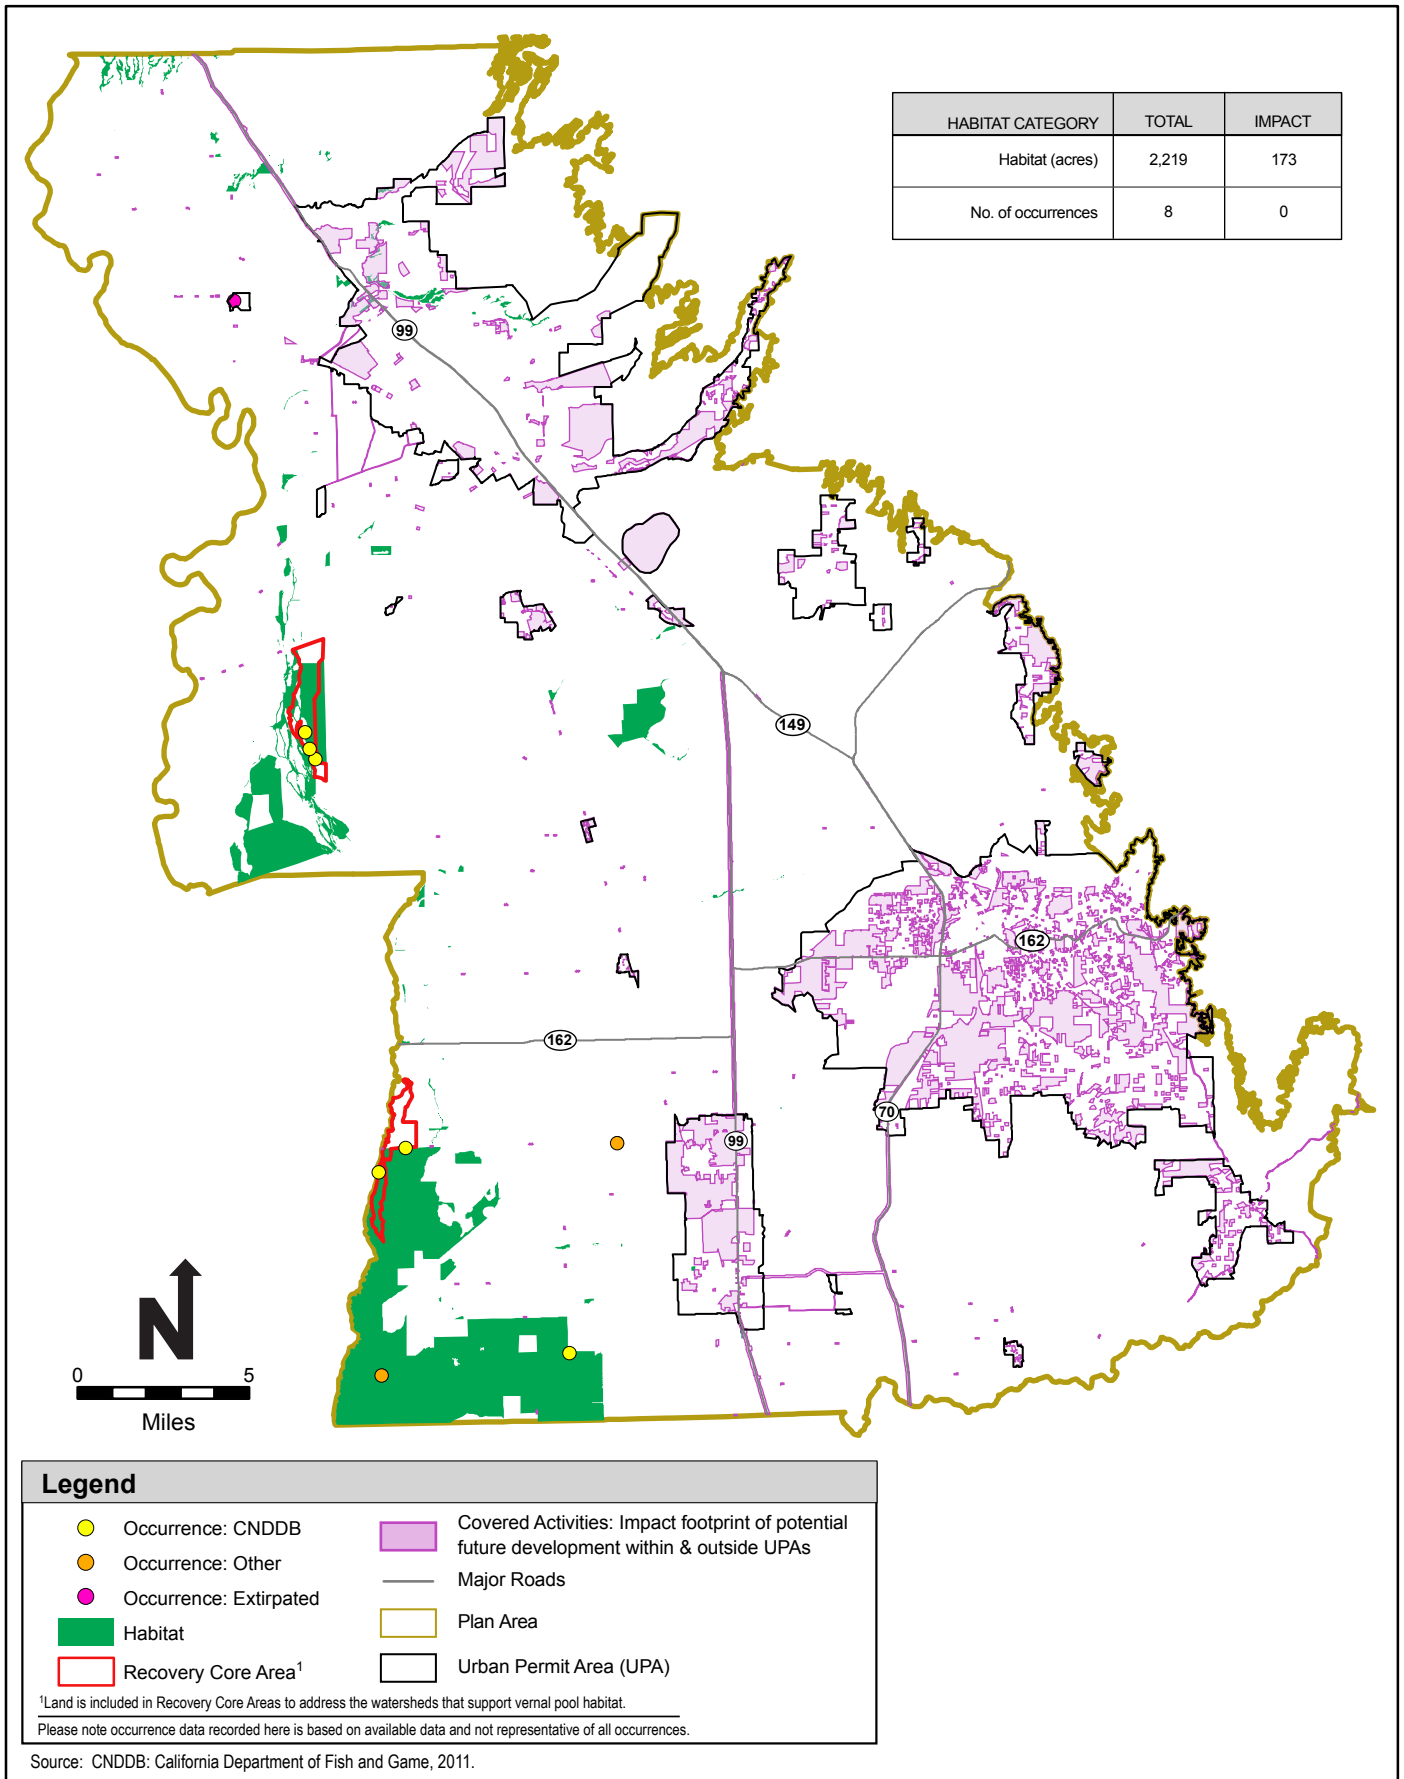 HABITAT CATEGORY TOTAL IMPACT
Habitat (acres) 2,219 173
No. of occurrences 8 0
99
149
162
162
70
99
N
0 5
Miles
Legend
Occurrence: CNDDB
Occurrence: Other
Occurrence: Extirpated
Habitat
Recovery Core Area¹
Covered Activities: Impact footprint of potential
future development within & outside UPAs
Major Roads
Plan Area
Urban Permit Area (UPA)
¹Land is included in Recovery Core Areas to address the watersheds that support vernal pool habitat.
Please note occurrence data recorded here is based on available data and not representative of all occurrences.
Source: CNDDB: California Department of Fish and Game, 2011.